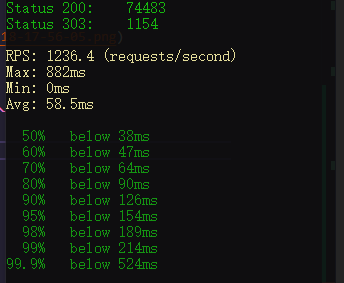 Status 200:    74483
Status 303:    1154
RPS: 1236.4 (requests/second)
Max: 882ms
Min: 0ms
Avg: 58.5ms
50%   below 38ms
60%   below 47ms
70%   below 64ms
80%   below 90ms
90%   below 126ms
95%   below 154ms
98%   below 189ms
99%   below 214ms
99.9%   below 524ms